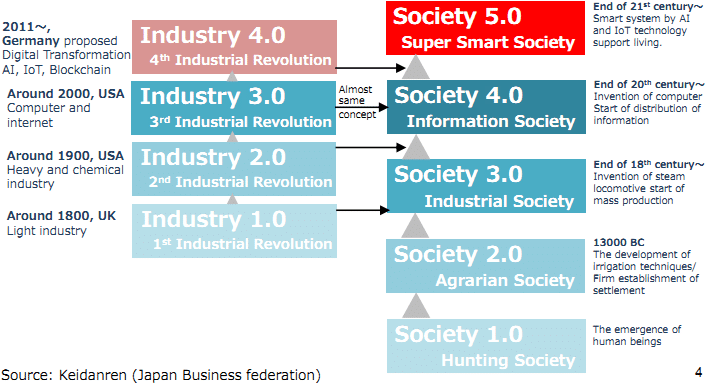 2011～,
Germany proposed
Digital Transformation
AI, IoT, Blockchain
Industry 4.0
4th Industrial Revolution
Society 5.0
Super Smart Society
End of 21st century～
Smart system by AI
and IoT technology
support living.
Around 2000, USA
Computer and
internet
Industry 3.0
3rd Industrial Revolution
Almost
same
concept
Society 4.0
Information Society
End of 20th century～
Invention of computer
Start of distribution of
information
Around 1900, USA
Heavy and chemical
industry
Industry 2.0
2nd Industrial Revolution
Society 3.0
Industrial Society
End of 18th century～
Invention of steam
locomotive start of
mass production
Around 1800, UK
Light industry
Industry 1.0
1st Industrial Revolution
Society 2.0
Agrarian Society
13000 BC
The development of
irrigation techniques/
Firm establishment of
settlement
Society 1.0
Hunting Society
The emergence of
human beings
Source: Keidanren (Japan Business federation)
4